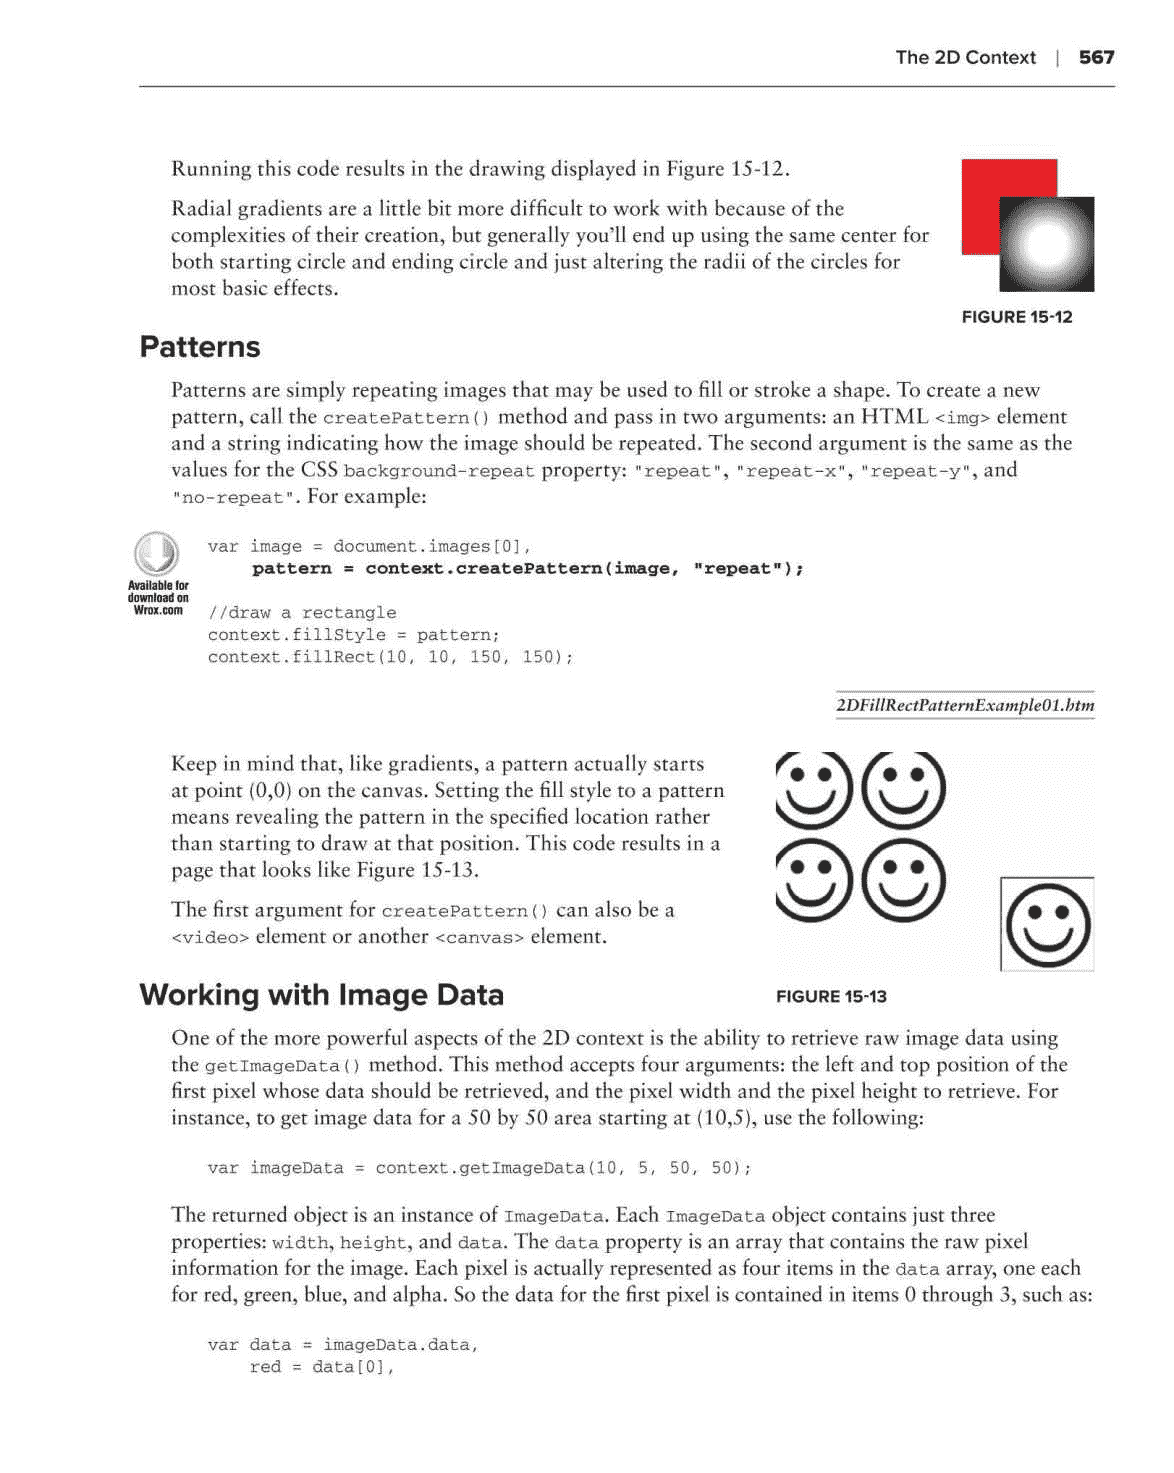 The 2D Context | 567
Running this code results in the drawing displayed in Figure 15-12.
Radial gradients are a little bit more difficult to work with because of the
complexities of their creation, but generally you'll end up using the same center for
both starting circle and ending circle and just altering the radii of the circles for
most basic effects.
FIGURE 15-12
Patterns
Patterns are simply repeating images that may be used to fill or stroke a shape. To create a new
pattern, call the createPattern() method and pass in two arguments: an HTML <img> element
and a string indicating how the image should be repeated. The second argument is the same as the
values for the CSS background-repeat property: "repeat", "repeat-x", "repeat-y", and
"no-repeat". For example:
Available for
download on
Wrox.com
var image = document.images[0],
    pattern = context.createPattern(image, "repeat");
//draw a rectangle
context.fillStyle = pattern;
context.fillRect(10, 10, 150, 150);
2DFillRectPatternExample01.htm
Keep in mind that, like gradients, a pattern actually starts
at point (0,0) on the canvas. Setting the fill style to a pattern
means revealing the pattern in the specified location rather
than starting to draw at that position. This code results in a
page that looks like Figure 15-13.
The first argument for createPattern() can also be a
<video> element or another <canvas> element.
FIGURE 15-13
Working with Image Data
One of the more powerful aspects of the 2D context is the ability to retrieve raw image data using
the getImageData() method. This method accepts four arguments: the left and top position of the
first pixel whose data should be retrieved, and the pixel width and the pixel height to retrieve. For
instance, to get image data for a 50 by 50 area starting at (10,5), use the following:
var imageData = context.getImageData(10, 5, 50, 50);
The returned object is an instance of ImageData. Each ImageData object contains just three
properties: width, height, and data. The data property is an array that contains the raw pixel
information for the image. Each pixel is actually represented as four items in the data array, one each
for red, green, blue, and alpha. So the data for the first pixel is contained in items 0 through 3, such as:
var data = imageData.data,
    red = data[0],